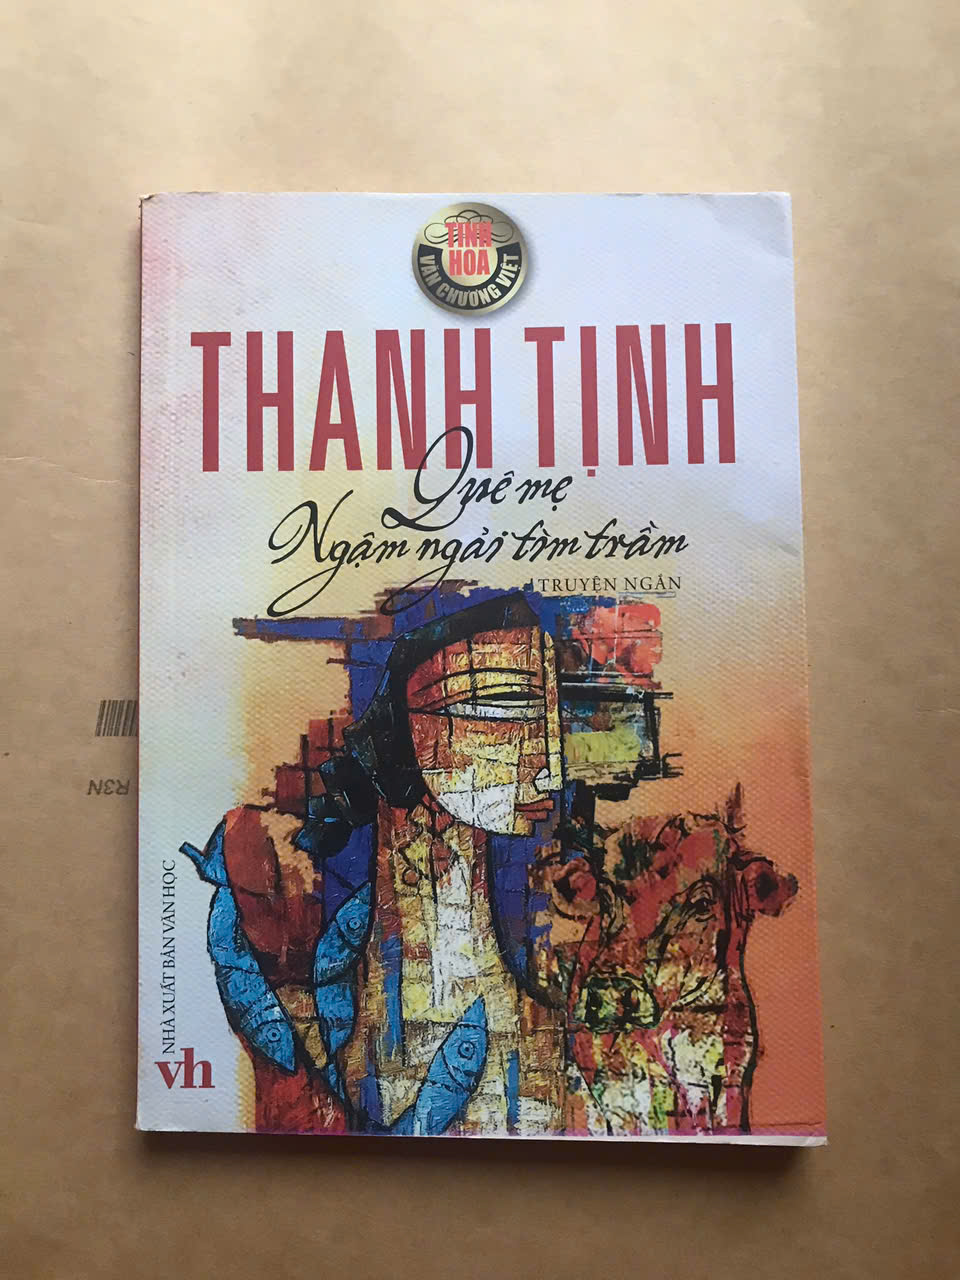 TINH
HOA
VĂN CHƯƠNG VIỆT
THANH TỊNH
Quê mẹ
Ngậm ngải tìm trầm
TRUYỆN NGẮN
R3N
NHÀ XUẤT BẢN VĂN HỌC
vh